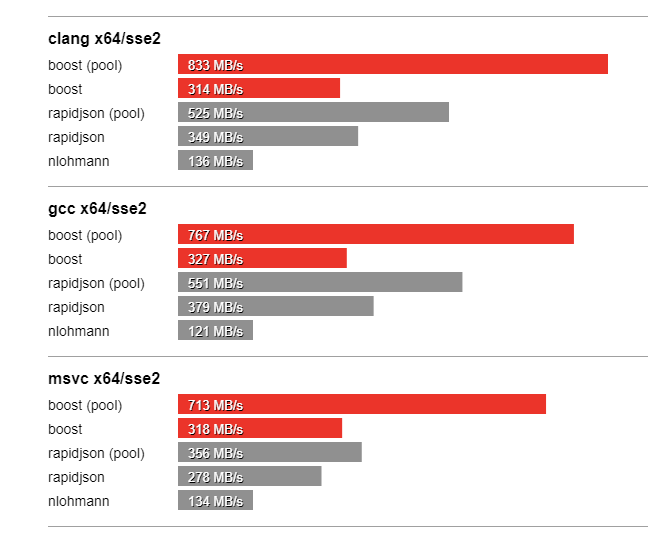 clang x64/sse2
boost (pool) 833 MB/s
boost 314 MB/s
rapidjson (pool) 525 MB/s
rapidjson 349 MB/s
nlohmann 136 MB/s
gcc x64/sse2
boost (pool) 767 MB/s
boost 327 MB/s
rapidjson (pool) 551 MB/s
rapidjson 379 MB/s
nlohmann 121 MB/s
msvc x64/sse2
boost (pool) 713 MB/s
boost 318 MB/s
rapidjson (pool) 356 MB/s
rapidjson 278 MB/s
nlohmann 134 MB/s